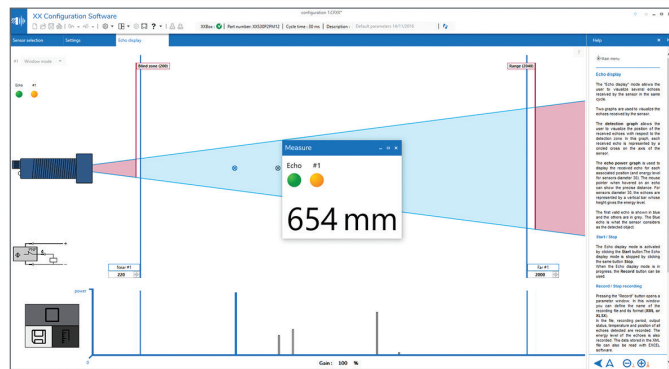 configuration 1.CFXE*
XX Configuration Software
XXBox - Part number: XXS30P2PM12 | Cycle time : 30 ms | Description : Default parameters 14/11/2016
Sensor selection
Settings
Echo display
Help
#1 Window mode
Echo #1
Blind zone (200)
Range (2040)
Measure
Echo #1
654 mm
Near #1
220
Far #1
2000
power
0
Gain : 100 %
Main menu
Echo display
The "Echo display" mode allows the
user to visualize several echoes
received by the sensor in the same
cycle.
Two graphs are used to visualize the
echoes received by the sensor.
The detection graph allows the
user to visualize the position of the
received echoes with respect to the
detection zone. In this graph, each
received echo is represented by a
circled cross on the axis of the
sensor.
The echo power graph is used to
display the received echo for each
associated position (and energy level
for sensors diameter 30). The mouse
pointer when hovered on an echo
can show the precise distance. For
sensors diameter 30, the echoes are
represented by a vertical bar whose
height gives the energy level.
The first valid echo is shown in blue
and the others are in grey. The Blue
echo is what the sensor considers
as the detected object.
Start / Stop
The Echo display mode is activated
by clicking the Start button The Echo
display mode is stopped by clicking
the same button Stop.
When the Echo display mode is in
progress, the Record button can be
used
Record / Stop recording
Pressing the "Record" button opens a
parameter window. In this window
you can define the name of the
recording file and its format (XML or
XLSX).
In the file, recording period, output
status, temperature and position of all
echoes detected are recorded. The
energy level of the echoes is also
recorded. The data stored in the XML
file can also be read with EXCEL
software.